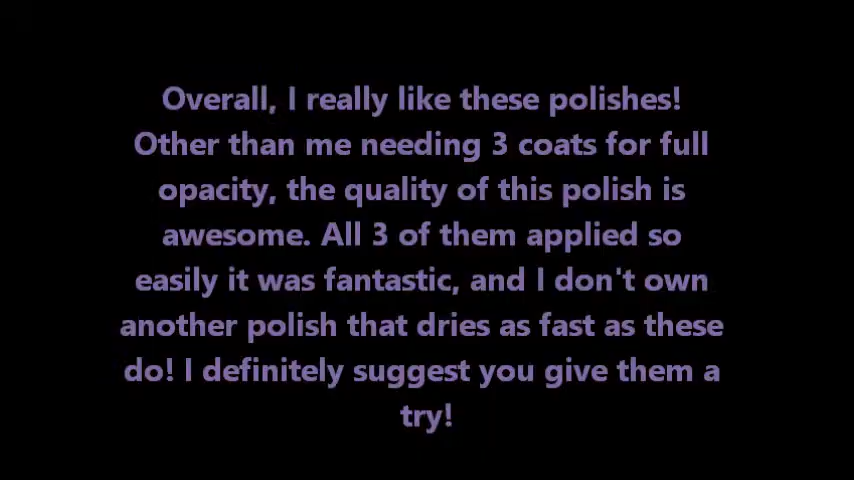 Overall, I really like these polishes!
Other than me needing 3 coats for full
opacity, the quality of this polish is
awesome. All 3 of them applied so
easily it was fantastic, and I don't own
another polish that dries as fast as these
do! I definitely suggest you give them a
try!